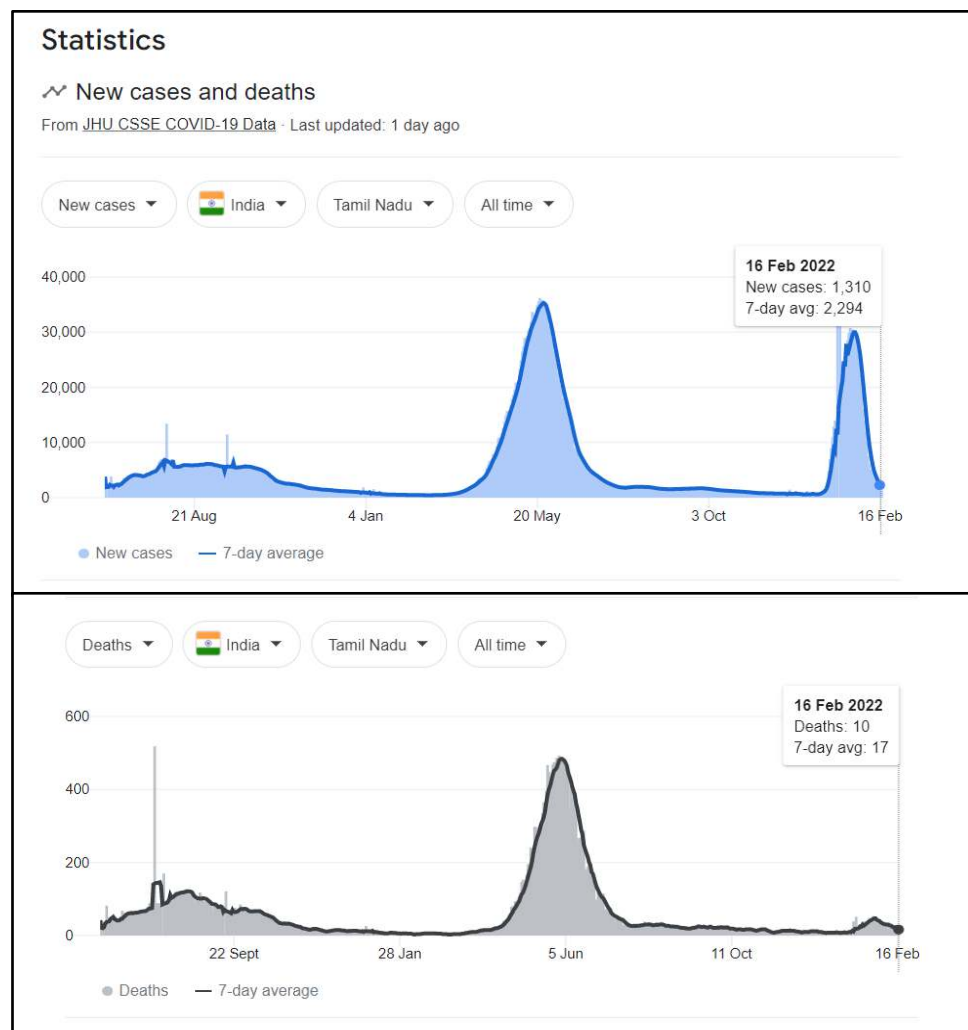 Statistics
New cases and deaths
From JHU CSSE COVID-19 Data · Last updated: 1 day ago
New cases India Tamil Nadu All time
16 Feb 2022
New cases: 1,310
7-day avg: 2,294
40,000
30,000
20,000
10,000
0
21 Aug 4 Jan 20 May 3 Oct 16 Feb
New cases 7-day average
Deaths India Tamil Nadu All time
16 Feb 2022
Deaths: 10
7-day avg: 17
600
400
200
0
22 Sept 28 Jan 5 Jun 11 Oct 16 Feb
Deaths 7-day average